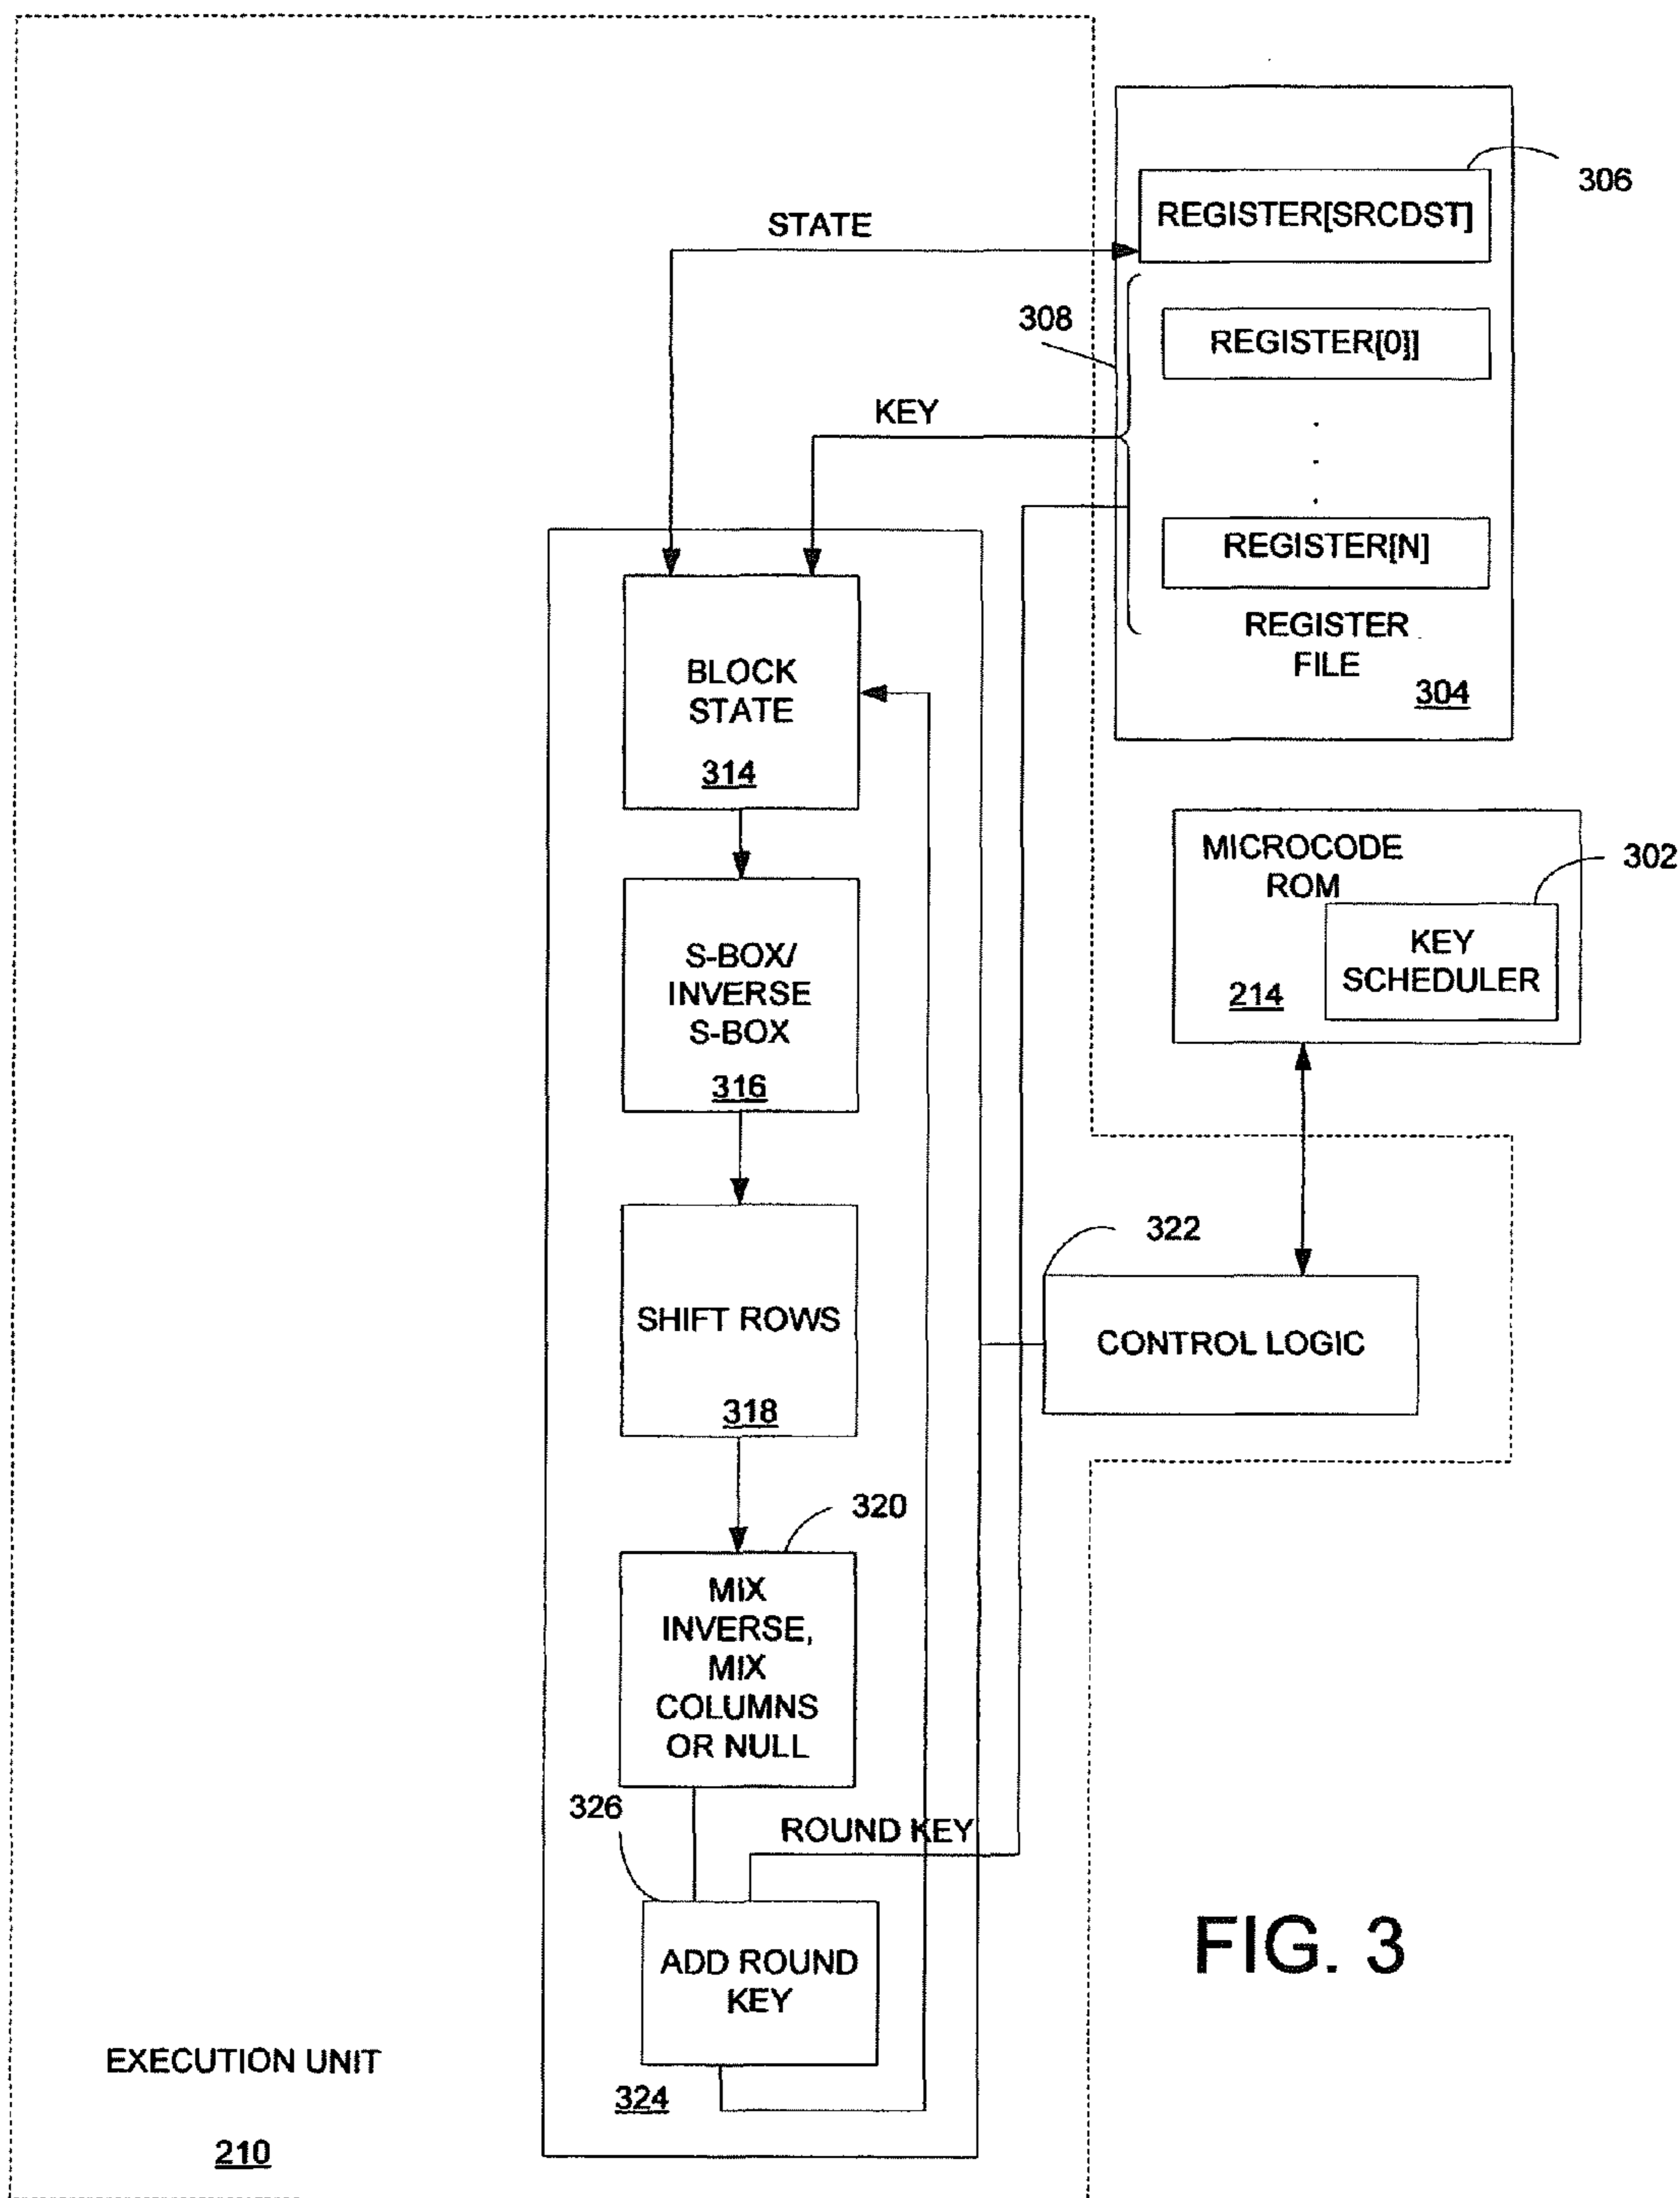 306
REGISTER[SRCDST]
STATE
308
REGISTER[0]]
KEY
REGISTER[N]
REGISTER
FILE
304
BLOCK
STATE
314
MICROCODE
ROM
302
KEY
SCHEDULER
214
S-BOX/
INVERSE
S-BOX
316
322
SHIFT ROWS
318
CONTROL LOGIC
320
MIX
INVERSE,
MIX
COLUMNS
OR NULL
326
ROUND KEY
ADD ROUND
KEY
324
FIG. 3
EXECUTION UNIT
210